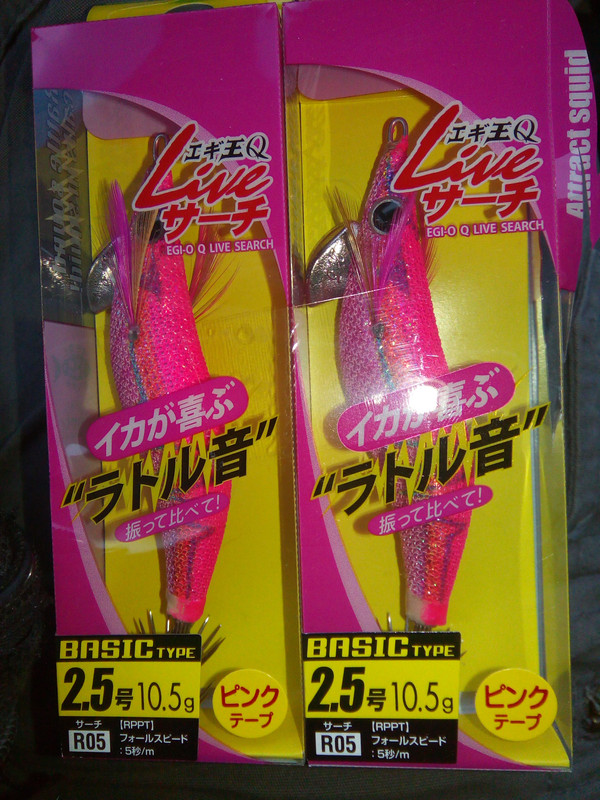 エギ王Q
Live
サーチ
EGI-O Q LIVE SEARCH
イカが喜ぶ
“ラトル音”
振って比べて!
BASIC TYPE
2.5号 10.5g
サーチ
R05
【RPPT】
フォールスピード
:5秒/m
ピンク
テープ
Attract squid
エギ王Q
Live
サーチ
EGI-O Q LIVE SEARCH
イカが喜ぶ
“ラトル音”
振って比べて!
BASIC TYPE
2.5号 10.5g
サーチ
R05
【RPPT】
フォールスピード
:5秒/m
ピンク
テープ